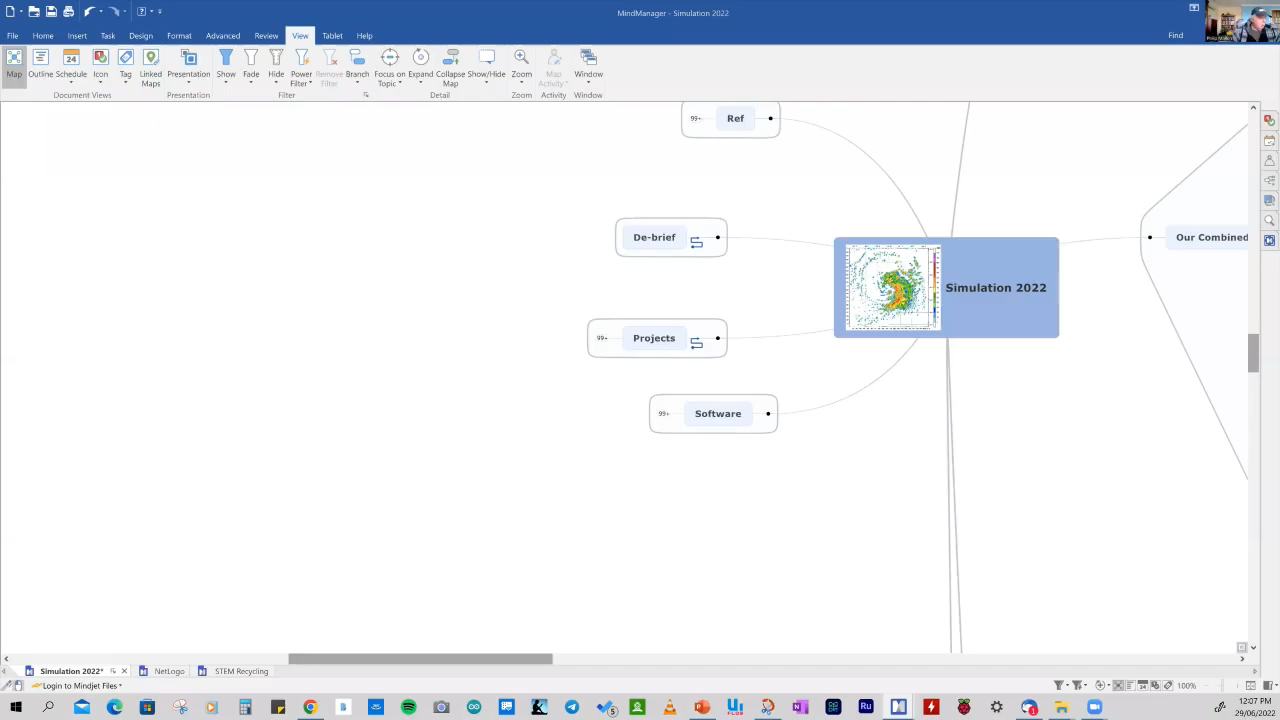 MindManager - Simulation 2022
File Home Insert Task Design Format Advanced Review View Tablet Help Find
Map Outline Schedule Icon Tag Linked Maps Presentation Show Fade Hide Power Filter Remove Filter Branch Focus on Topic Expand Collapse Map Show/Hide Zoom Map Activity Window
Document Views Presentation Filter Detail Zoom Activity Window
99+ Ref
De-brief
Our Combined
Simulation 2022
99+ Projects
99+ Software
Simulation 2022* NetLogo STEM Recycling
Login to Mindjet Files
100%
12:07 PM
29/06/2022